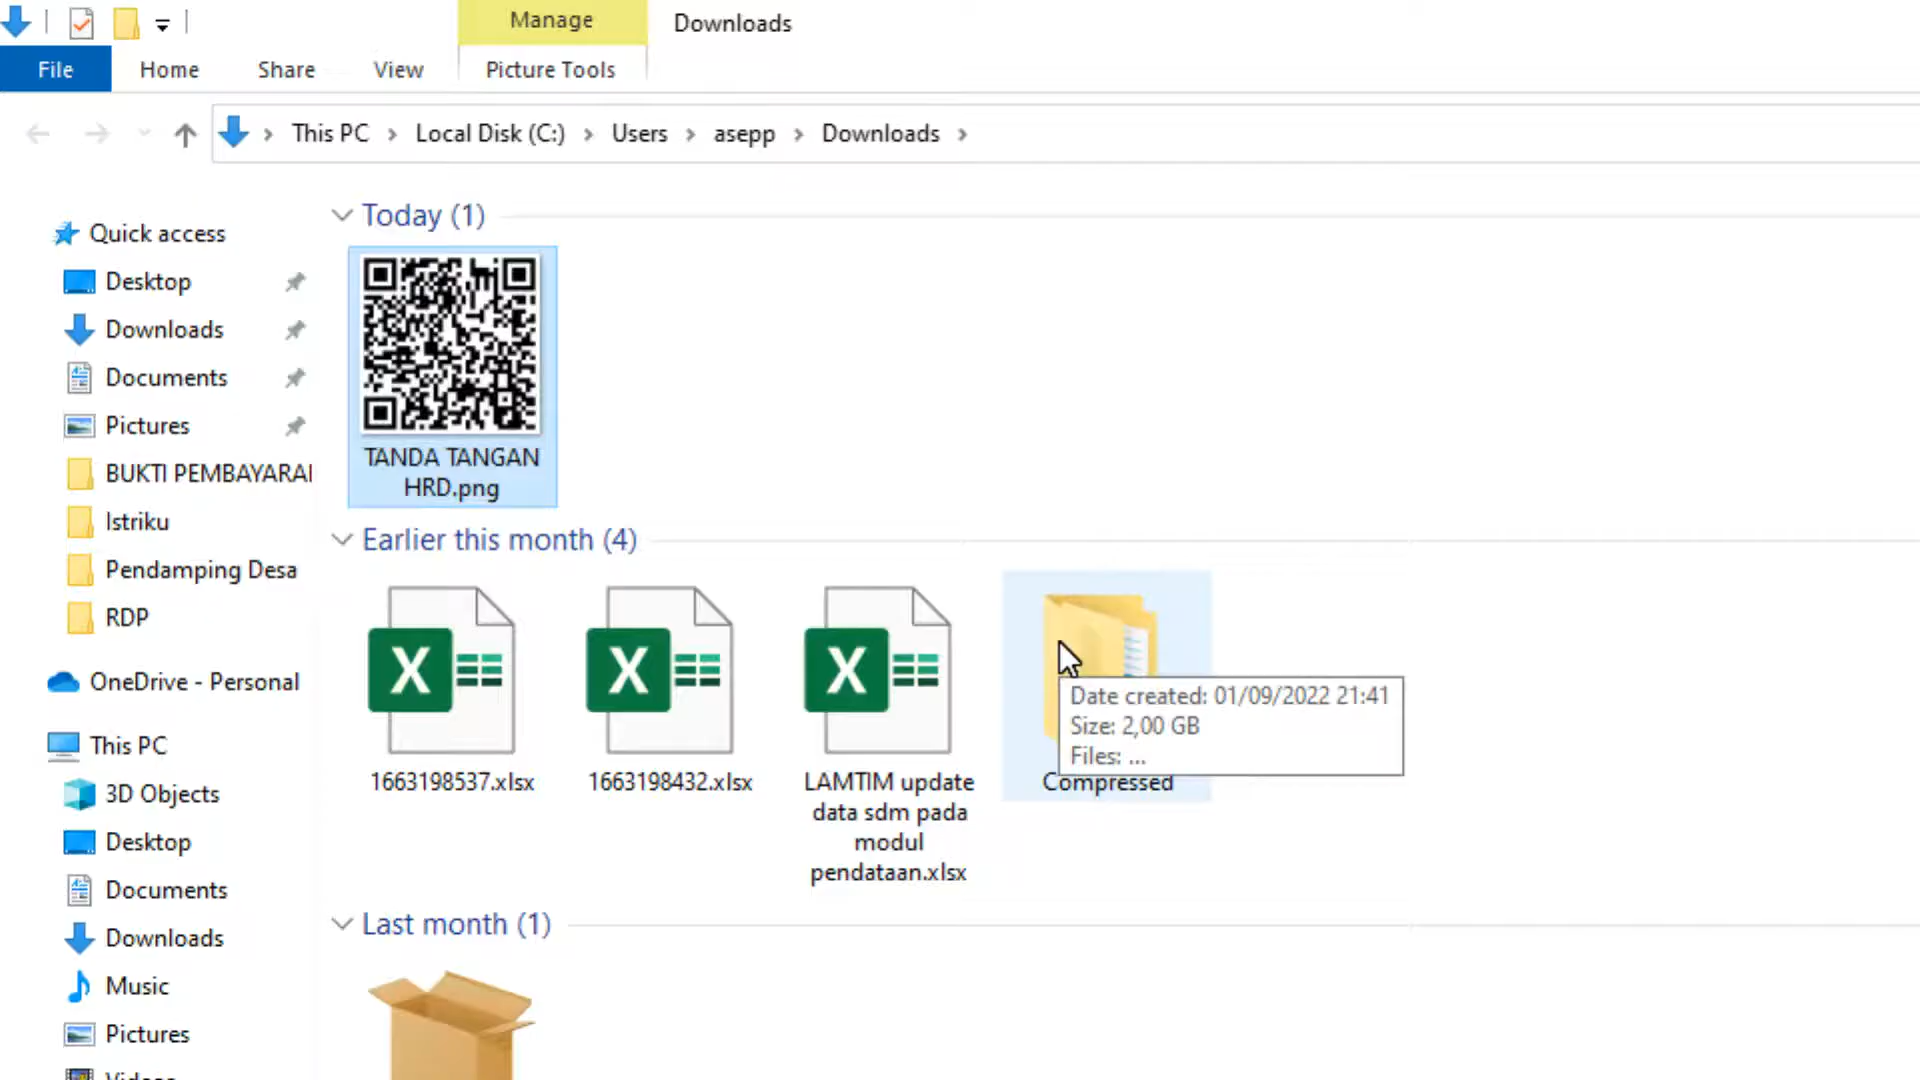 Manage
Downloads
File
Home
Share
View
Picture Tools
This PC
Local Disk (C:)
Users
asepp
Downloads
Quick access
Desktop
Downloads
Documents
Pictures
BUKTI PEMBAYARA
Istriku
Pendamping Desa
RDP
OneDrive - Personal
This PC
3D Objects
Desktop
Documents
Downloads
Music
Pictures
Videos
Today (1)
TANDA TANGAN
HRD.png
Earlier this month (4)
1663198537.xlsx
1663198432.xlsx
LAMTIM update
data sdm pada
modul
pendataan.xlsx
Date created: 01/09/2022 21:41
Size: 2,00 GB
Files: ...
Compressed
Last month (1)